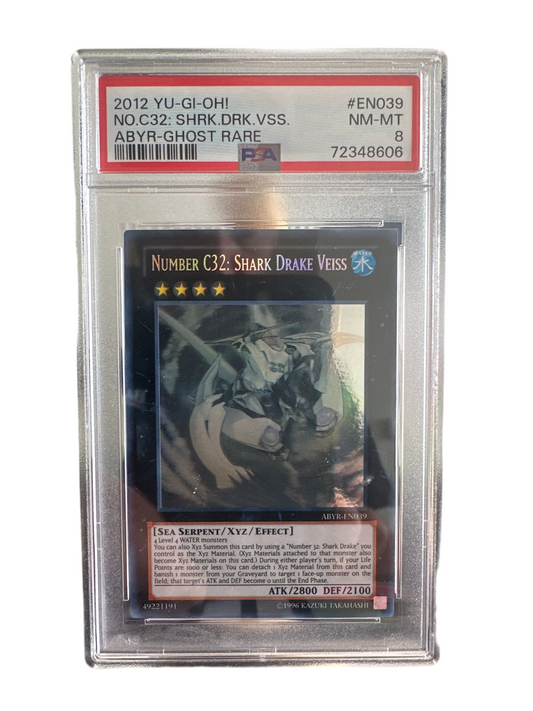 2012 YU-GI-OH! #EN039
NO.C32: SHRK.DRK.VSS. NM-MT
ABYR-GHOST RARE 8
PSA 72348606
NUMBER C32: SHARK DRAKE VEISS
WATER
水
ABYR-EN039
[SEA SERPENT/XYZ/EFFECT]
4 Level 4 WATER monsters
You can also Xyz Summon this card by using a "Number 32: Shark Drake" you
control as the Xyz Material. (Xyz Materials attached to that monster also
become Xyz Materials on this card.) During either player's turn, if your Life
Points are 1000 or less: You can detach 1 Xyz Material from this card and
banish 1 monster from your Graveyard to target 1 face-up monster on the
field; that target's ATK and DEF become 0 until the End Phase.
ATK/2800 DEF/2100
49221191 ©1996 KAZUKI TAKAHASHI